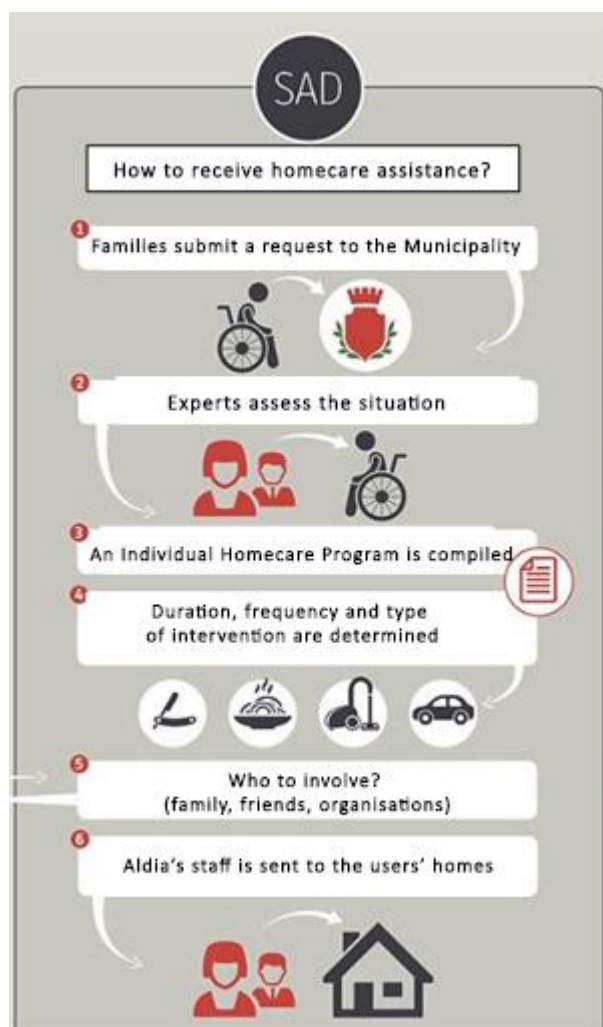 SAD
How to receive homecare assistance?
1
Families submit a request to the Municipality
2
Experts assess the situation
3
An Individual Homecare Program is compiled
4
Duration, frequency and type
of intervention are determined
5
Who to involve?
(family, friends, organisations)
6
Aldia's staff is sent to the users' homes